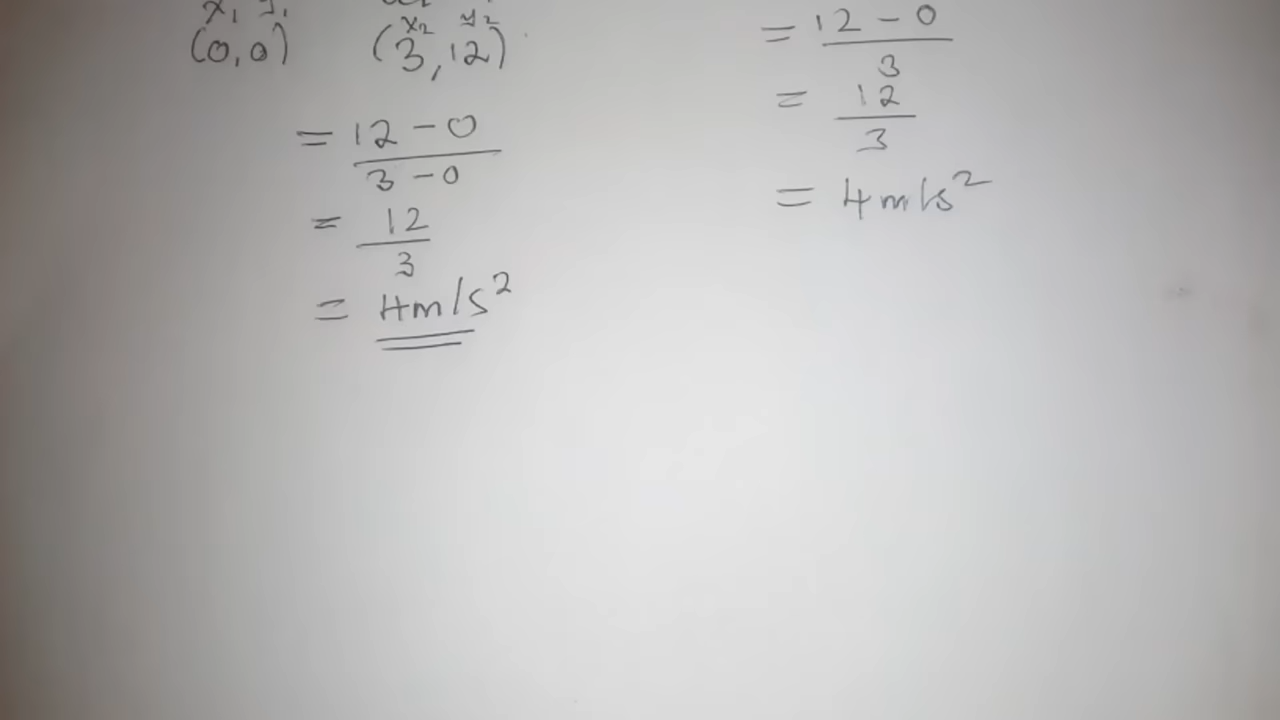 x₁ y₁
x₂ y₂
(0,0) (3,12)
= 12 - 0
3 - 0
= 12
3
= 4m/s²
= 12 - 0
3
= 12
3
= 4m/s²